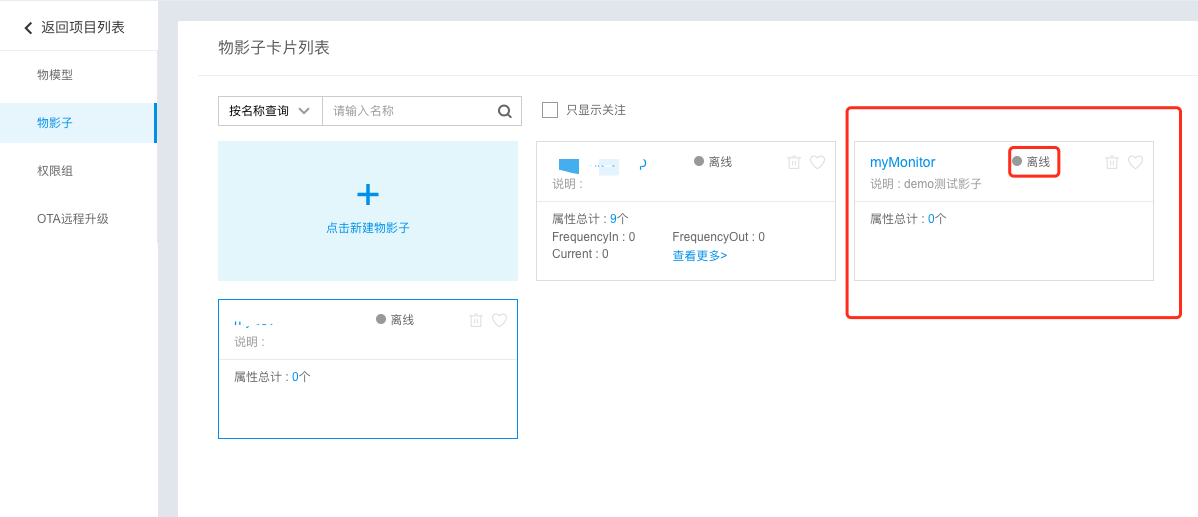 返回项目列表
物模型
物影子
权限组
OTA远程升级
物影子卡片列表
按名称查询
请输入名称
只显示关注
点击新建物影子
离线
说明 :
属性总计 : 9个
FrequencyIn : 0
FrequencyOut : 0
Current : 0
查看更多>
myMonitor
离线
说明 : demo测试影子
属性总计 : 0个
离线
说明 :
属性总计 : 0个